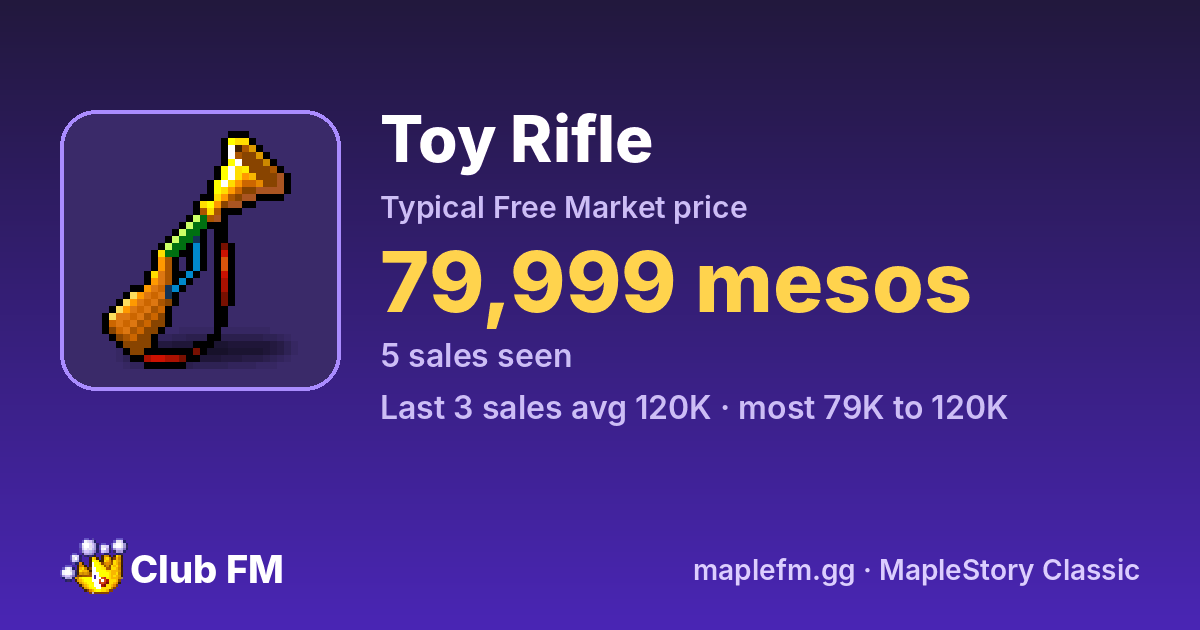 Toy Rifle
Typical Free Market price
79,999 mesos
5 sales seen
Last 3 sales avg 120K · most 79K to 120K
Club FM
maplefm.gg · MapleStory Classic